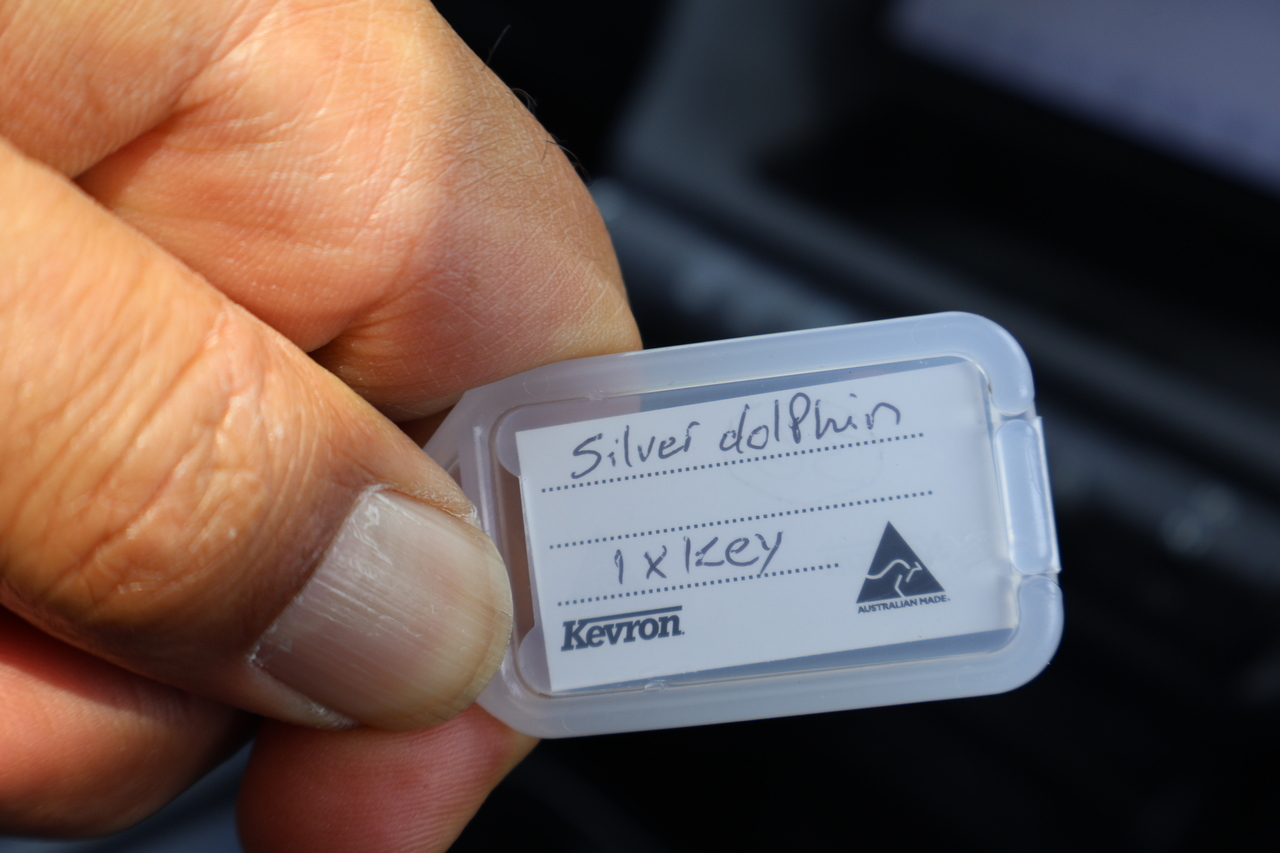 Silver dolphin
1 x key
Kevron
AUSTRALIAN MADE